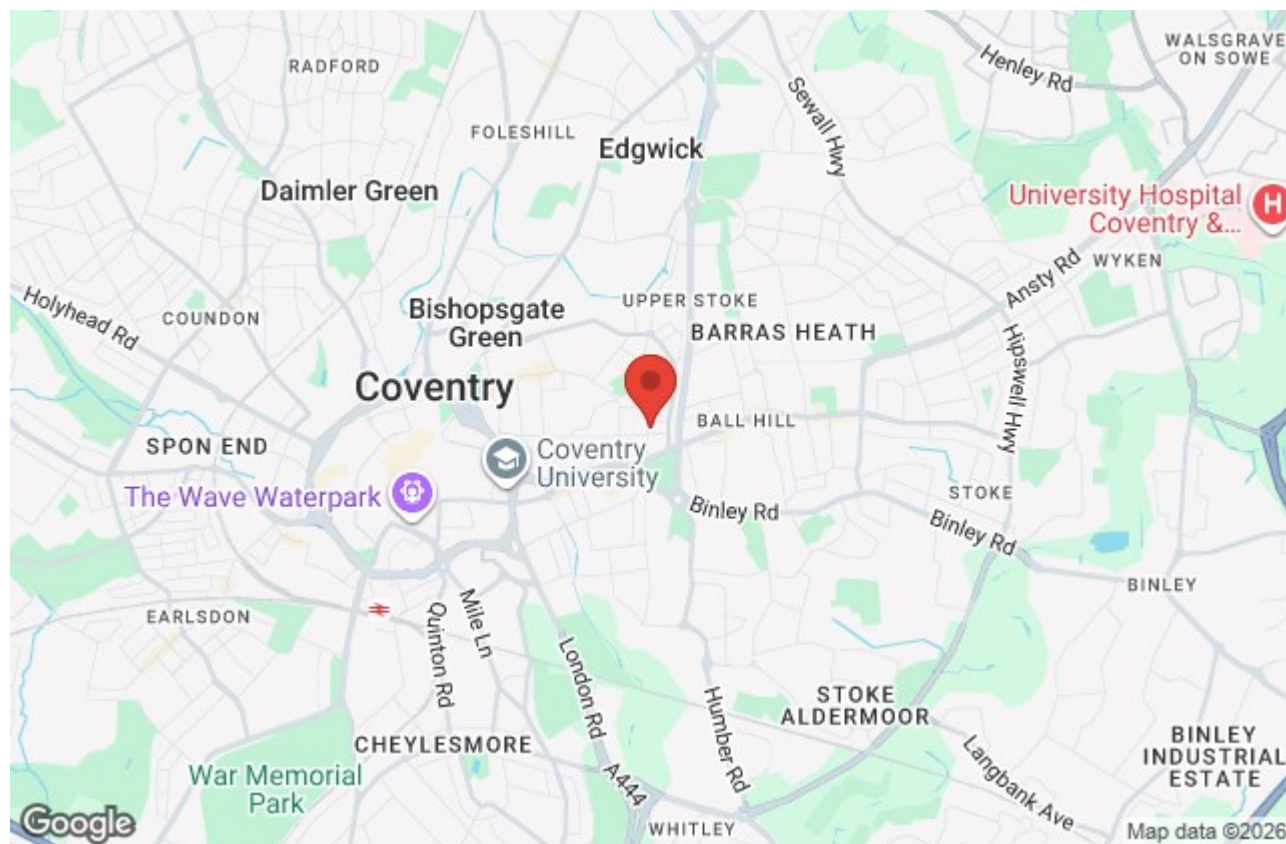 WALSGRAVE
ON SOWE
Henley Rd
RADFORD
Sewall Hwy
FOLESHILL
Edgwick
Daimler Green
University Hospital
Coventry &...
H
WYKEN
Ansty Rd
Holyhead Rd
COUNDON
Bishopsgate
Green
UPPER STOKE
BARRAS HEATH
Hipswell Hwy
Coventry
BALL HILL
SPON END
Coventry
University
The Wave Waterpark
STOKE
Binley Rd
Binley Rd
BINLEY
EARLSDON
Quinton Rd
Mile Ln
London Rd
Humber Rd
STOKE
ALDERMOOR
Langbank Ave
BINLEY
INDUSTRIAL
ESTATE
CHEYLESMORE
War Memorial
Park
A444
WHITLEY
Google
Map data ©2026